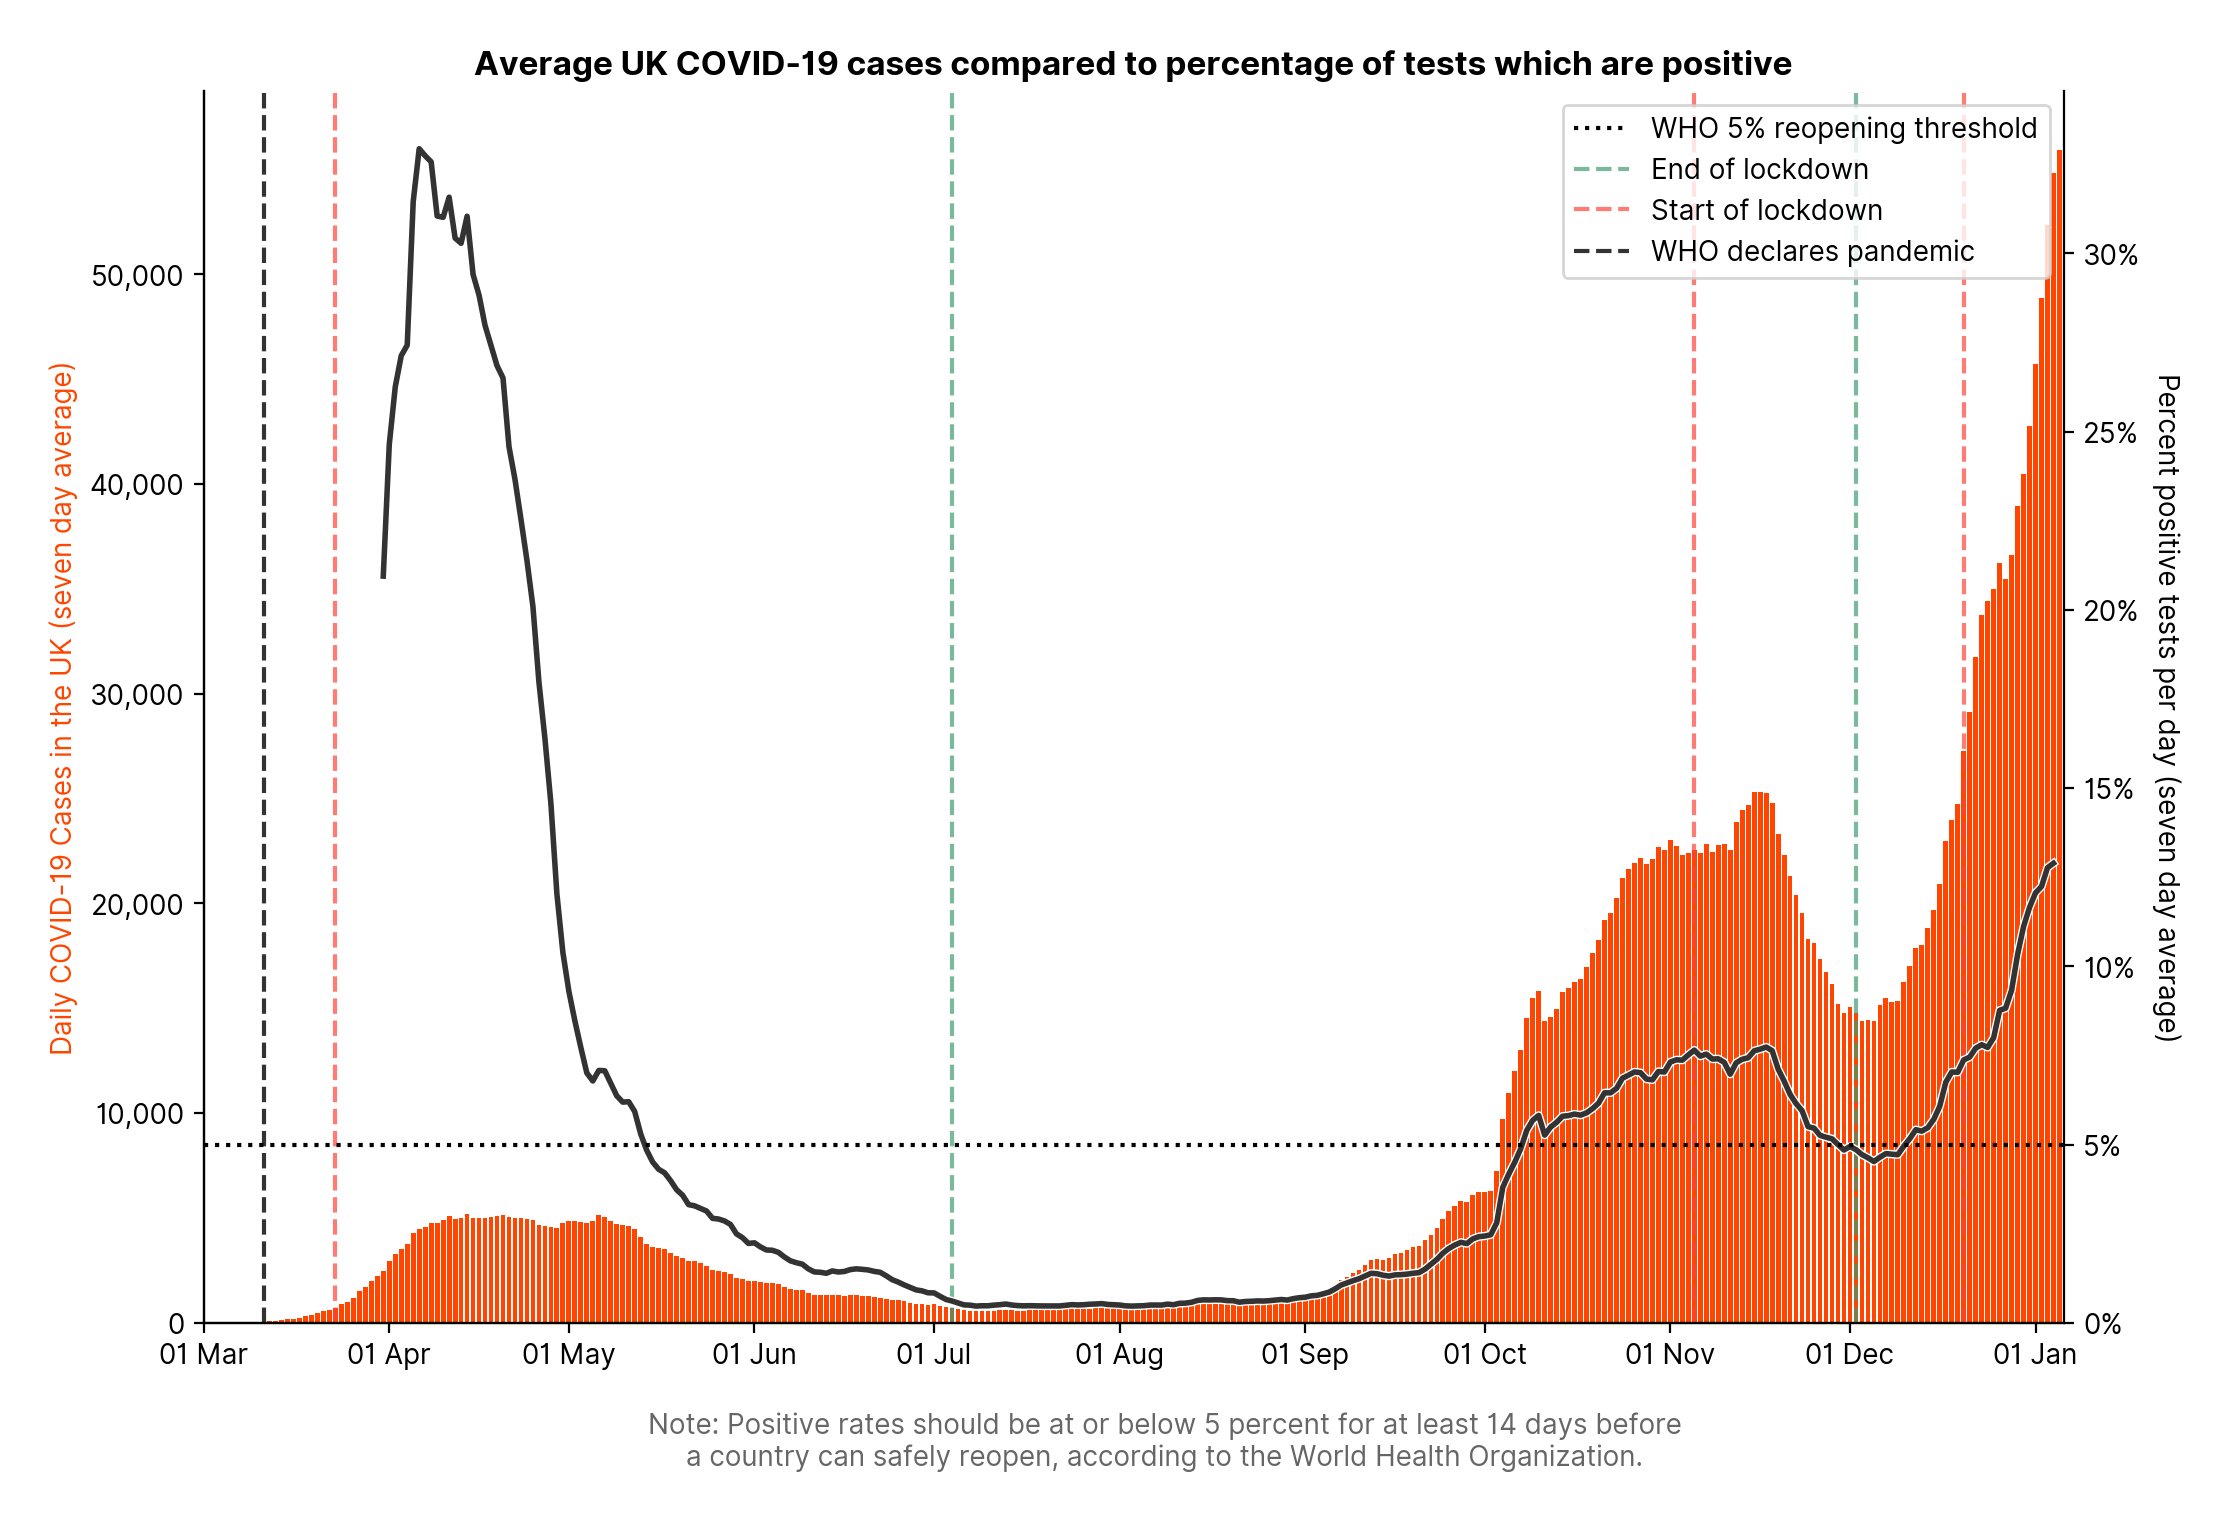 Average UK COVID-19 cases compared to percentage of tests which are positive
WHO 5% reopening threshold
End of lockdown
Start of lockdown
WHO declares pandemic
Daily COVID-19 Cases in the UK (seven day average)
50,000
40,000
30,000
20,000
10,000
0
30%
25%
20%
15%
10%
5%
0%
Percent positive tests per day (seven day average)
01 Mar
01 Apr
01 May
01 Jun
01 Jul
01 Aug
01 Sep
01 Oct
01 Nov
01 Dec
01 Jan
Note: Positive rates should be at or below 5 percent for at least 14 days before
a country can safely reopen, according to the World Health Organization.